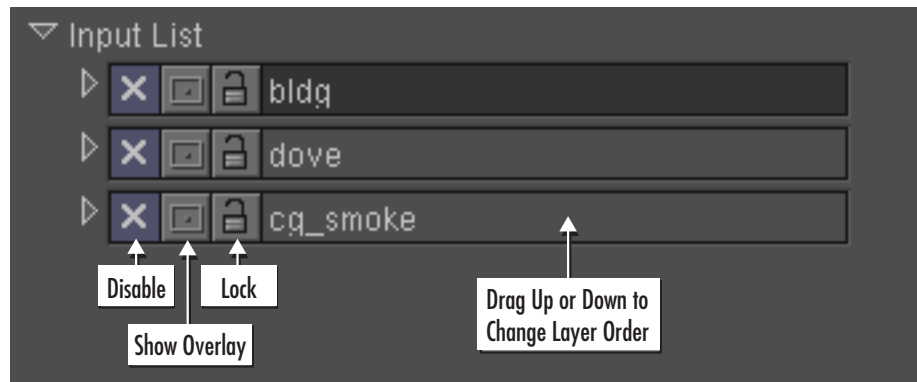 Input List
bldg
dove
cg_smoke
Disable
Lock
Show Overlay
Drag Up or Down to
Change Layer Order